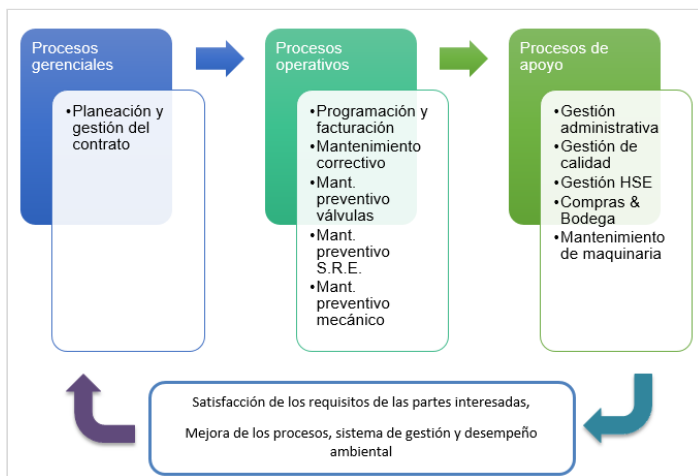 Procesos
gerenciales
•Planeación y
gestión del
contrato
Procesos
operativos
•Programación y
facturación
•Mantenimiento
correctivo
•Mant.
preventivo
válvulas
•Mant.
preventivo
S.R.E.
•Mant.
preventivo
mecánico
Procesos de
apoyo
•Gestión
administrativa
•Gestión de
calidad
•Gestión HSE
•Compras &
Bodega
•Mantenimiento
de maquinaria
Satisfacción de los requisitos de las partes interesadas,
Mejora de los procesos, sistema de gestión y desempeño
ambiental